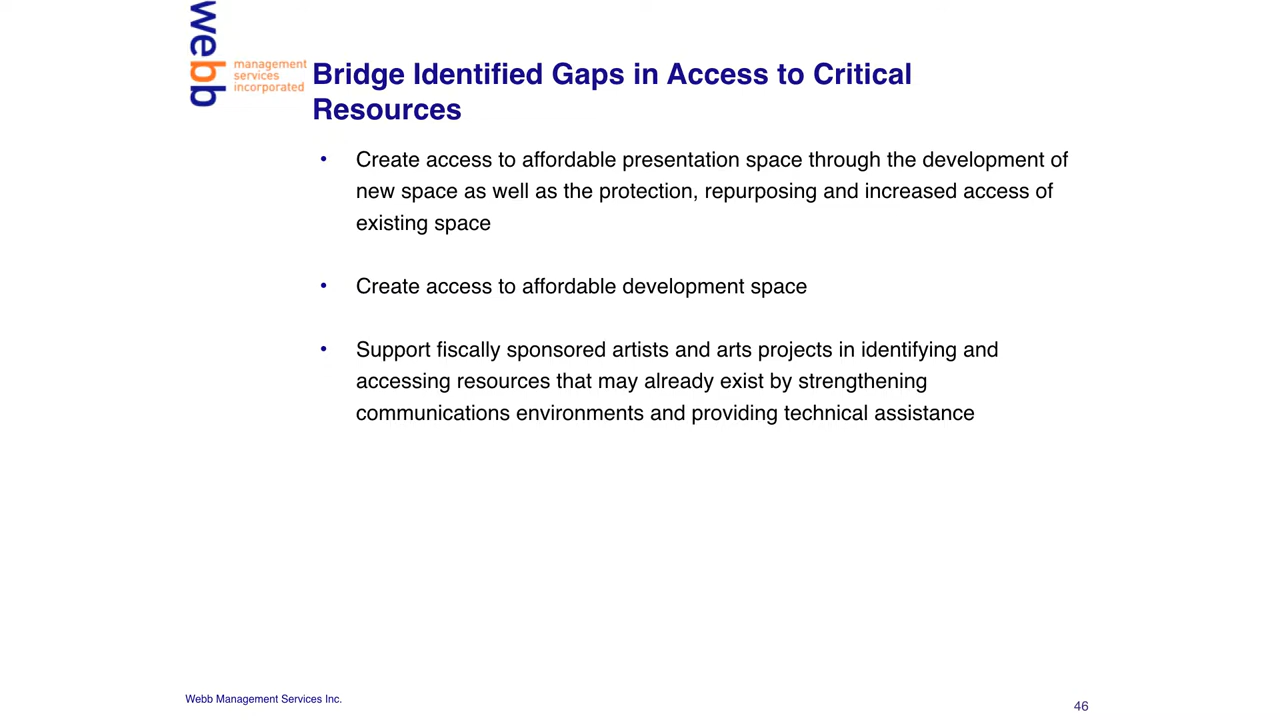 webb
management
services
incorporated
Bridge Identified Gaps in Access to Critical
Resources
• Create access to affordable presentation space through the development of
new space as well as the protection, repurposing and increased access of
existing space
• Create access to affordable development space
• Support fiscally sponsored artists and arts projects in identifying and
accessing resources that may already exist by strengthening
communications environments and providing technical assistance
Webb Management Services Inc.
46